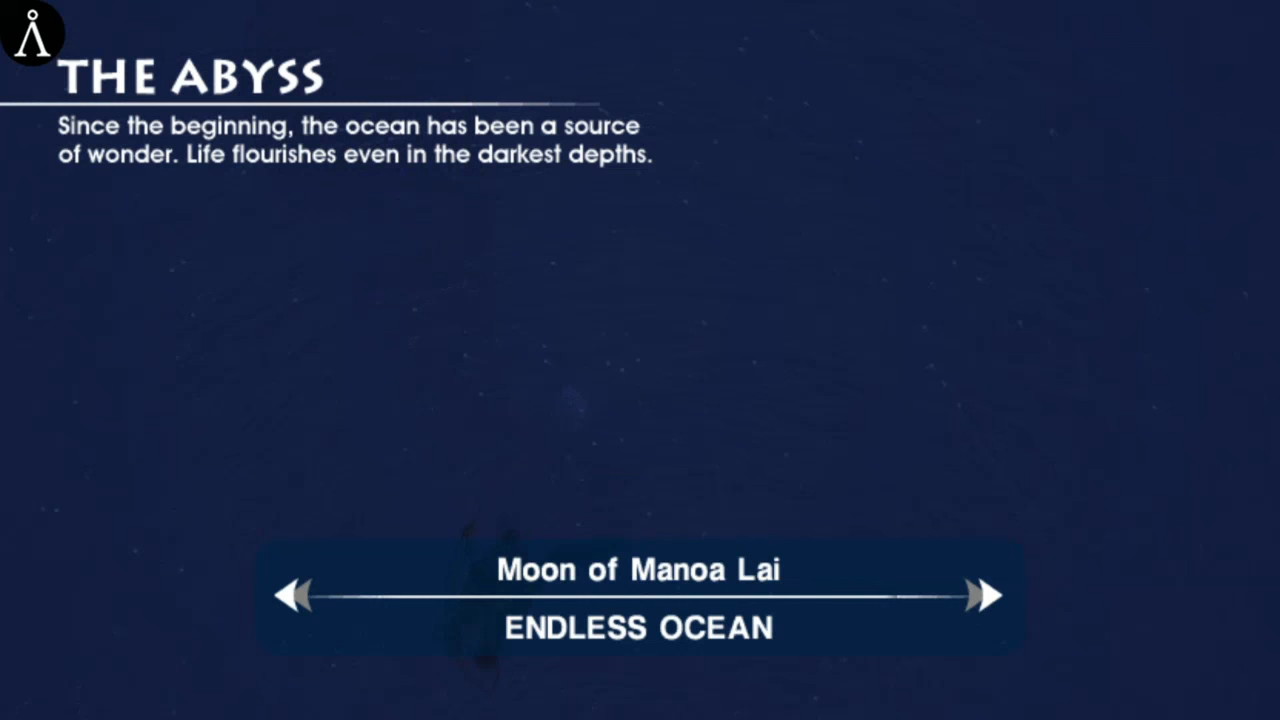 THE ABYSS
Since the beginning, the ocean has been a source
of wonder. Life flourishes even in the darkest depths.
Moon of Manoa Lai
ENDLESS OCEAN